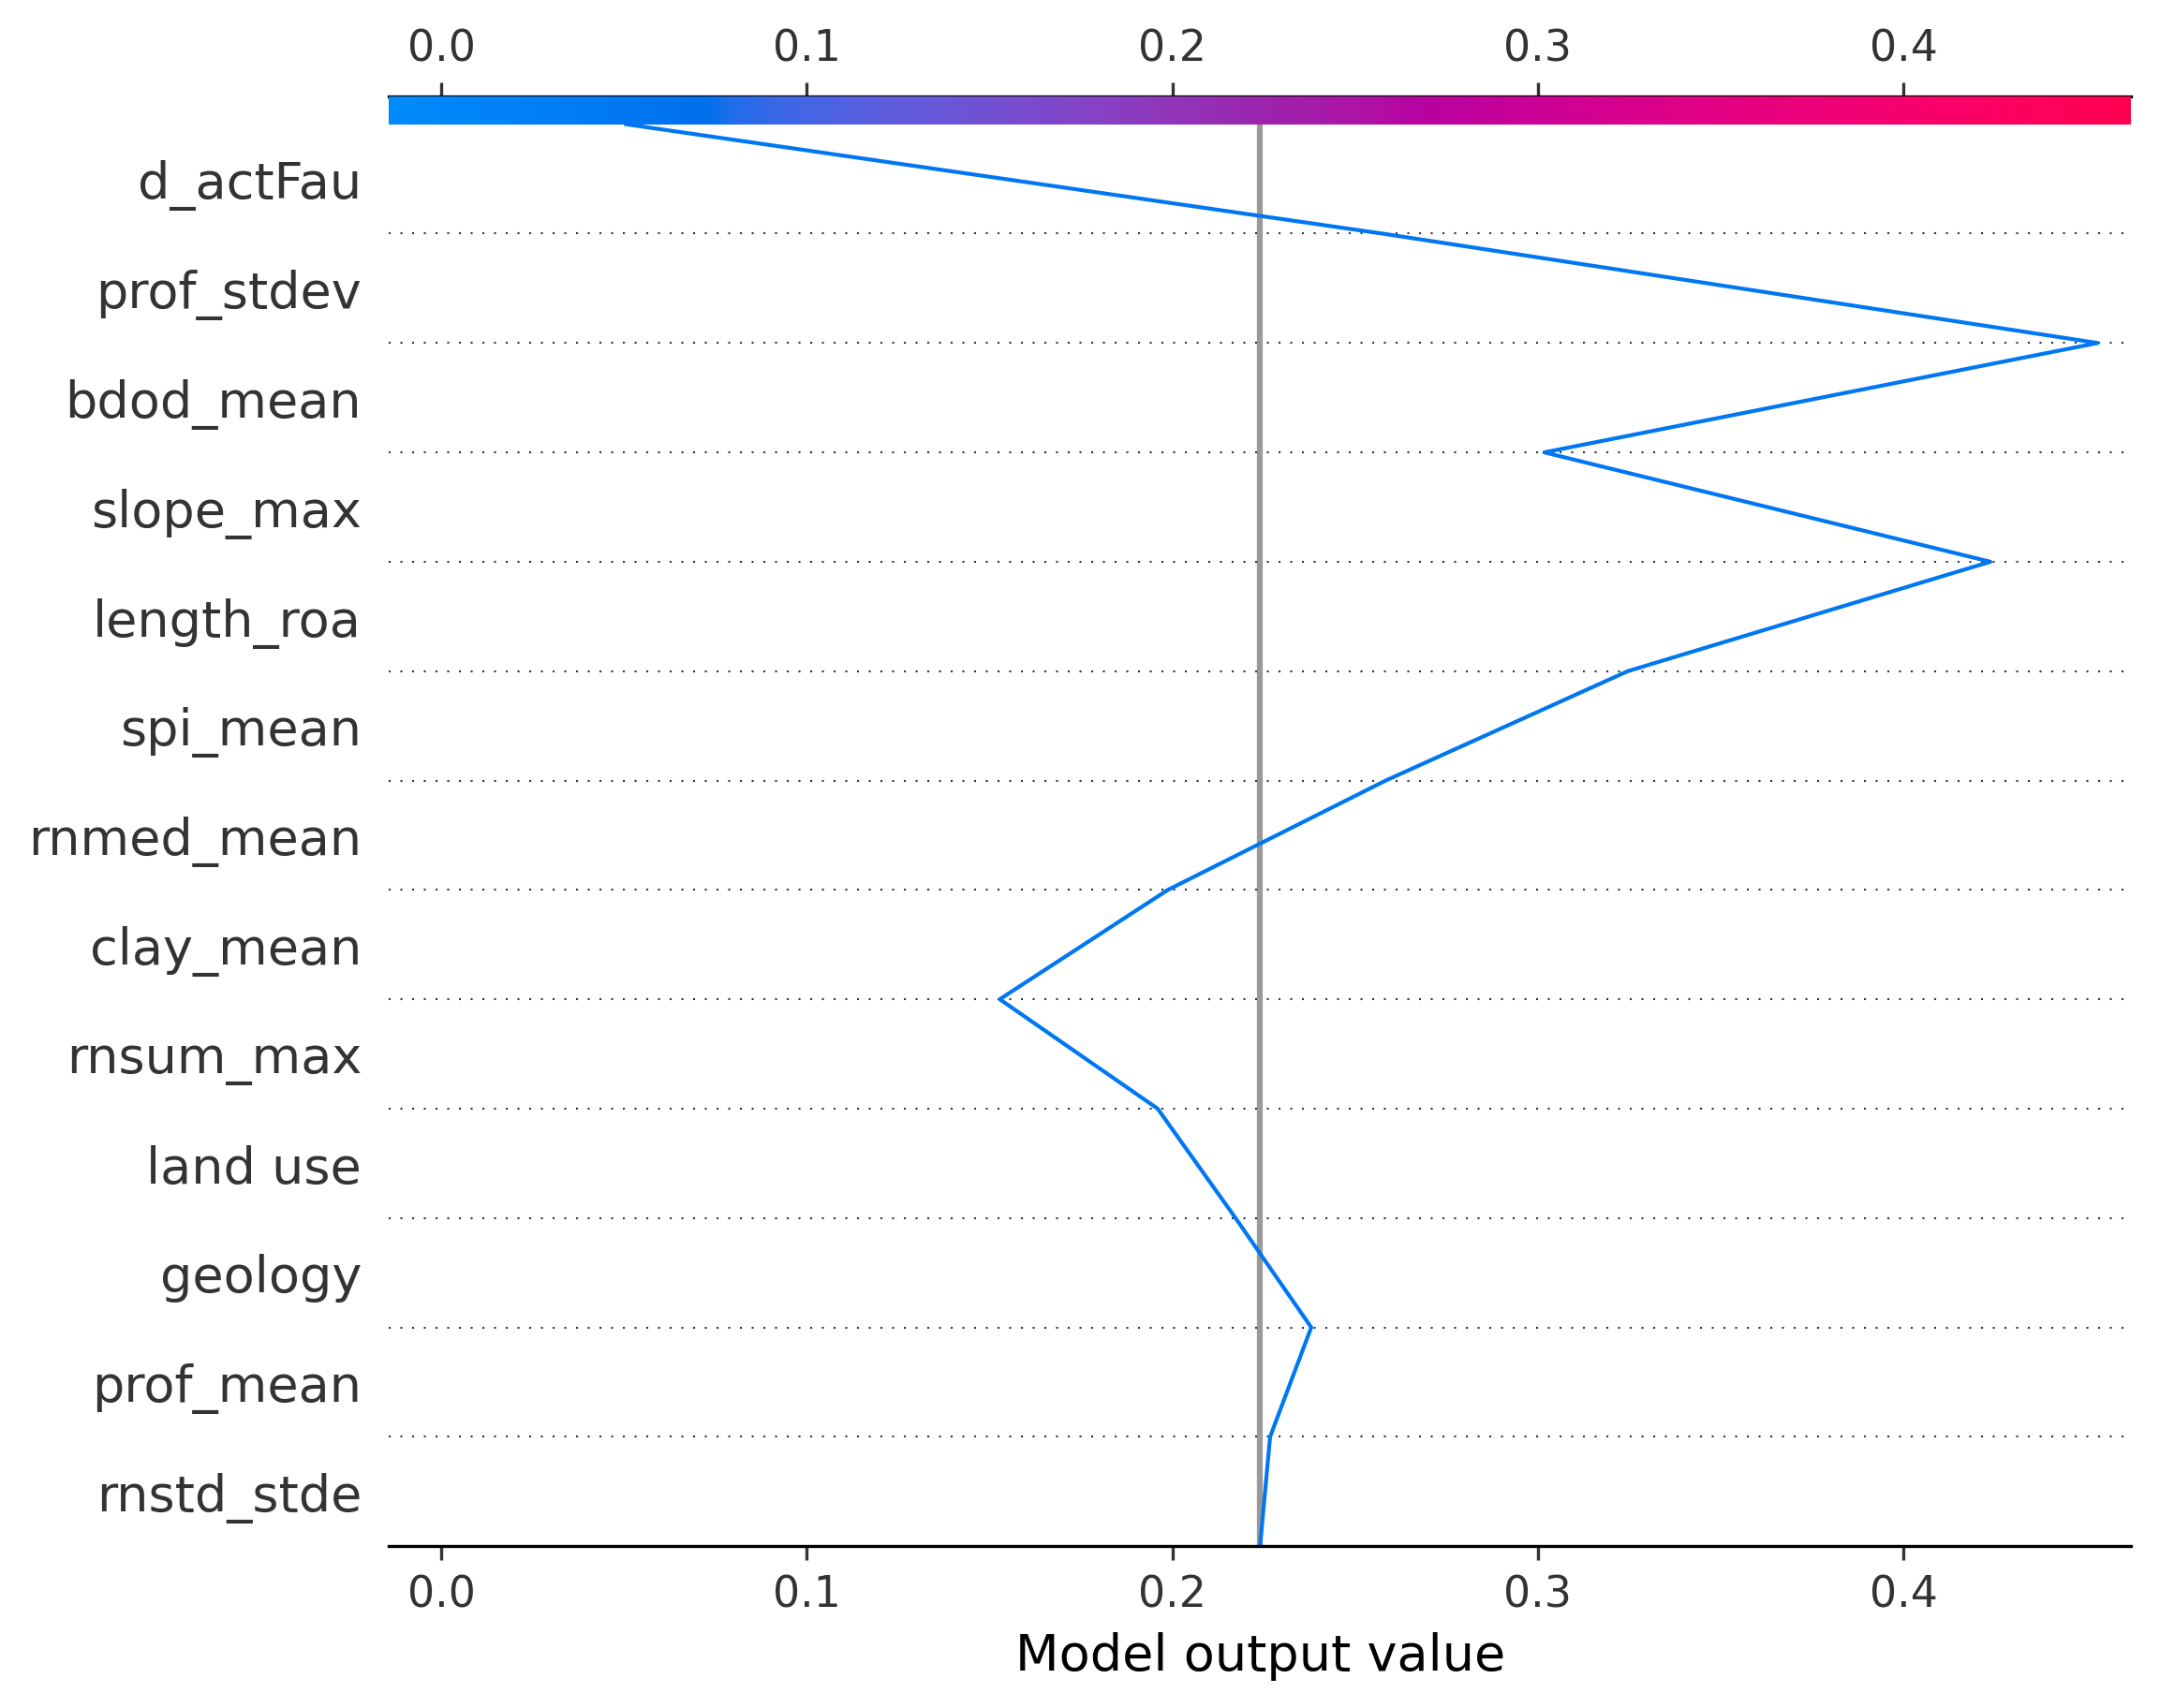 0.0 0.1 0.2 0.3 0.4
d_actFau
prof_stdev
bdod_mean
slope_max
length_roa
spi_mean
rnmed_mean
clay_mean
rnsum_max
land use
geology
prof_mean
rnstd_stde
0.0 0.1 0.2 0.3 0.4
Model output value